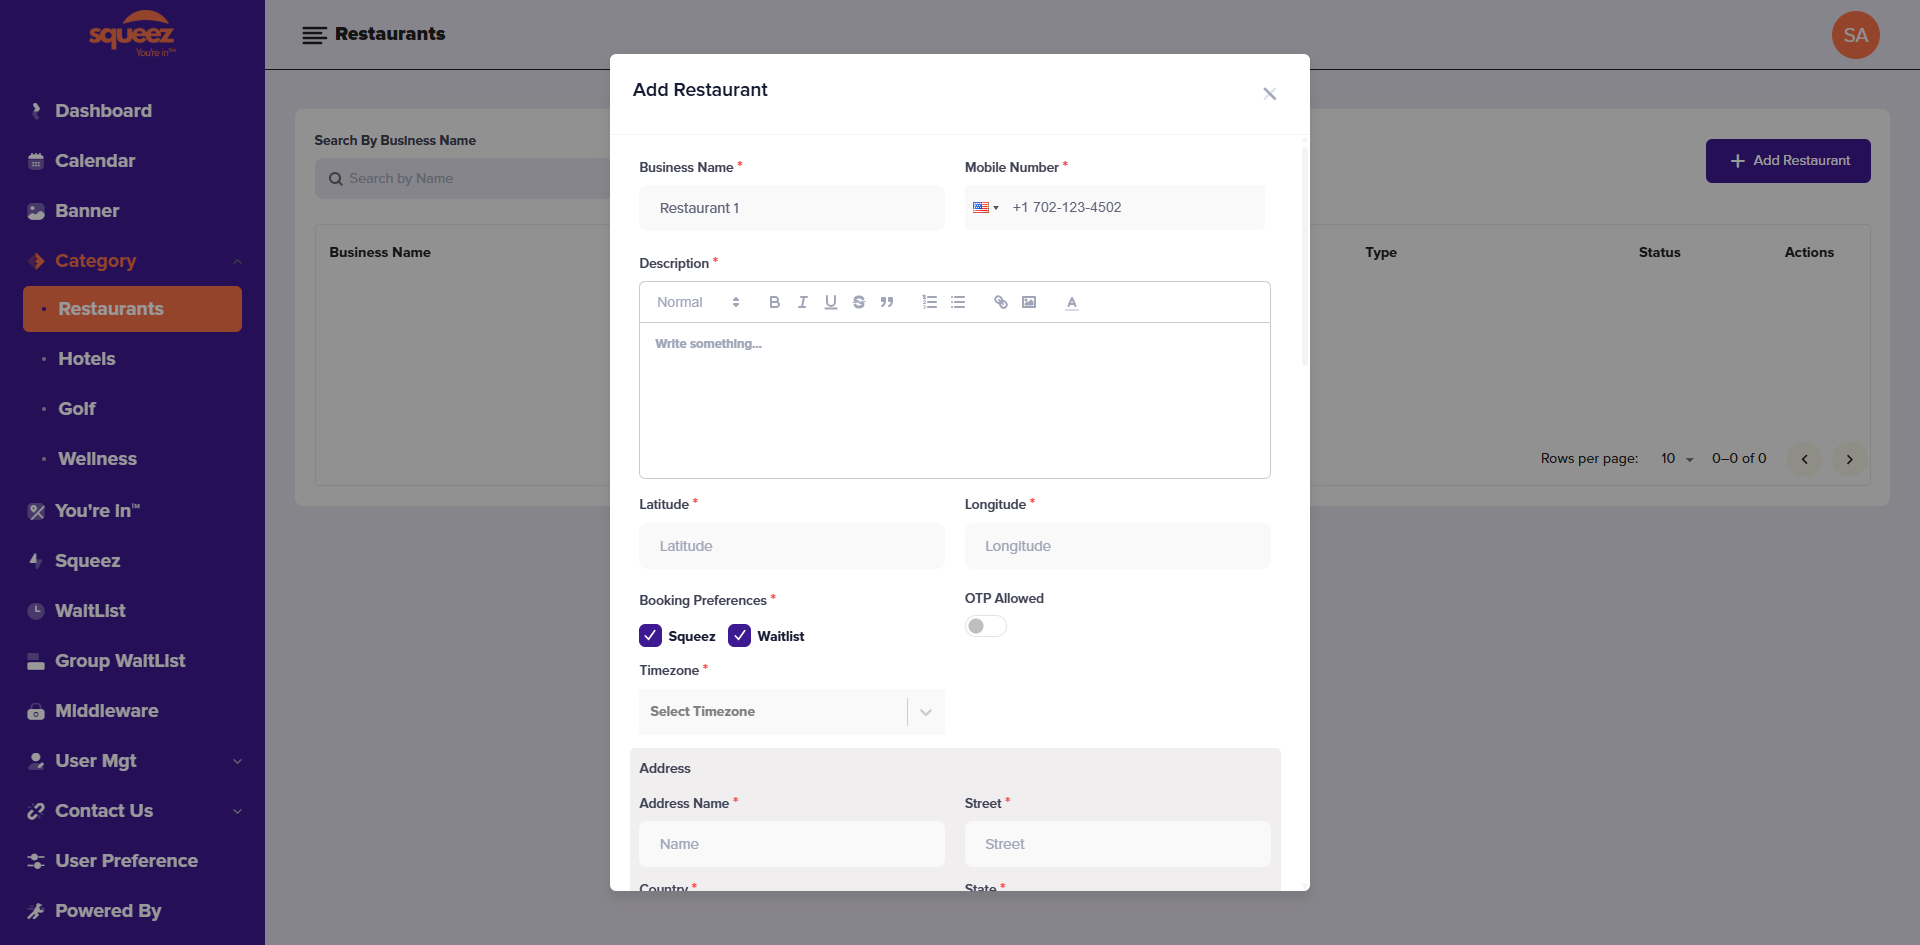 squeez
You're in™
Dashboard
Calendar
Banner
Category
Restaurants
Hotels
Golf
Wellness
You're In™
Squeez
WaitList
Group WaitList
Middleware
User Mgt
Contact Us
User Preference
Powered By
Restaurants
SA
Search By Business Name
Search by Name
+ Add Restaurant
Business Name
Type
Status
Actions
Rows per page: 10 0–0 of 0
Add Restaurant
Business Name *
Mobile Number *
Restaurant 1
+1 702-123-4502
Description *
Normal
B I U S
A
Write something...
Latitude *
Longitude *
Latitude
Longitude
Booking Preferences *
OTP Allowed
Squeez
Waitlist
Timezone *
Select Timezone
Address
Address Name *
Street *
Name
Street
Country *
State *